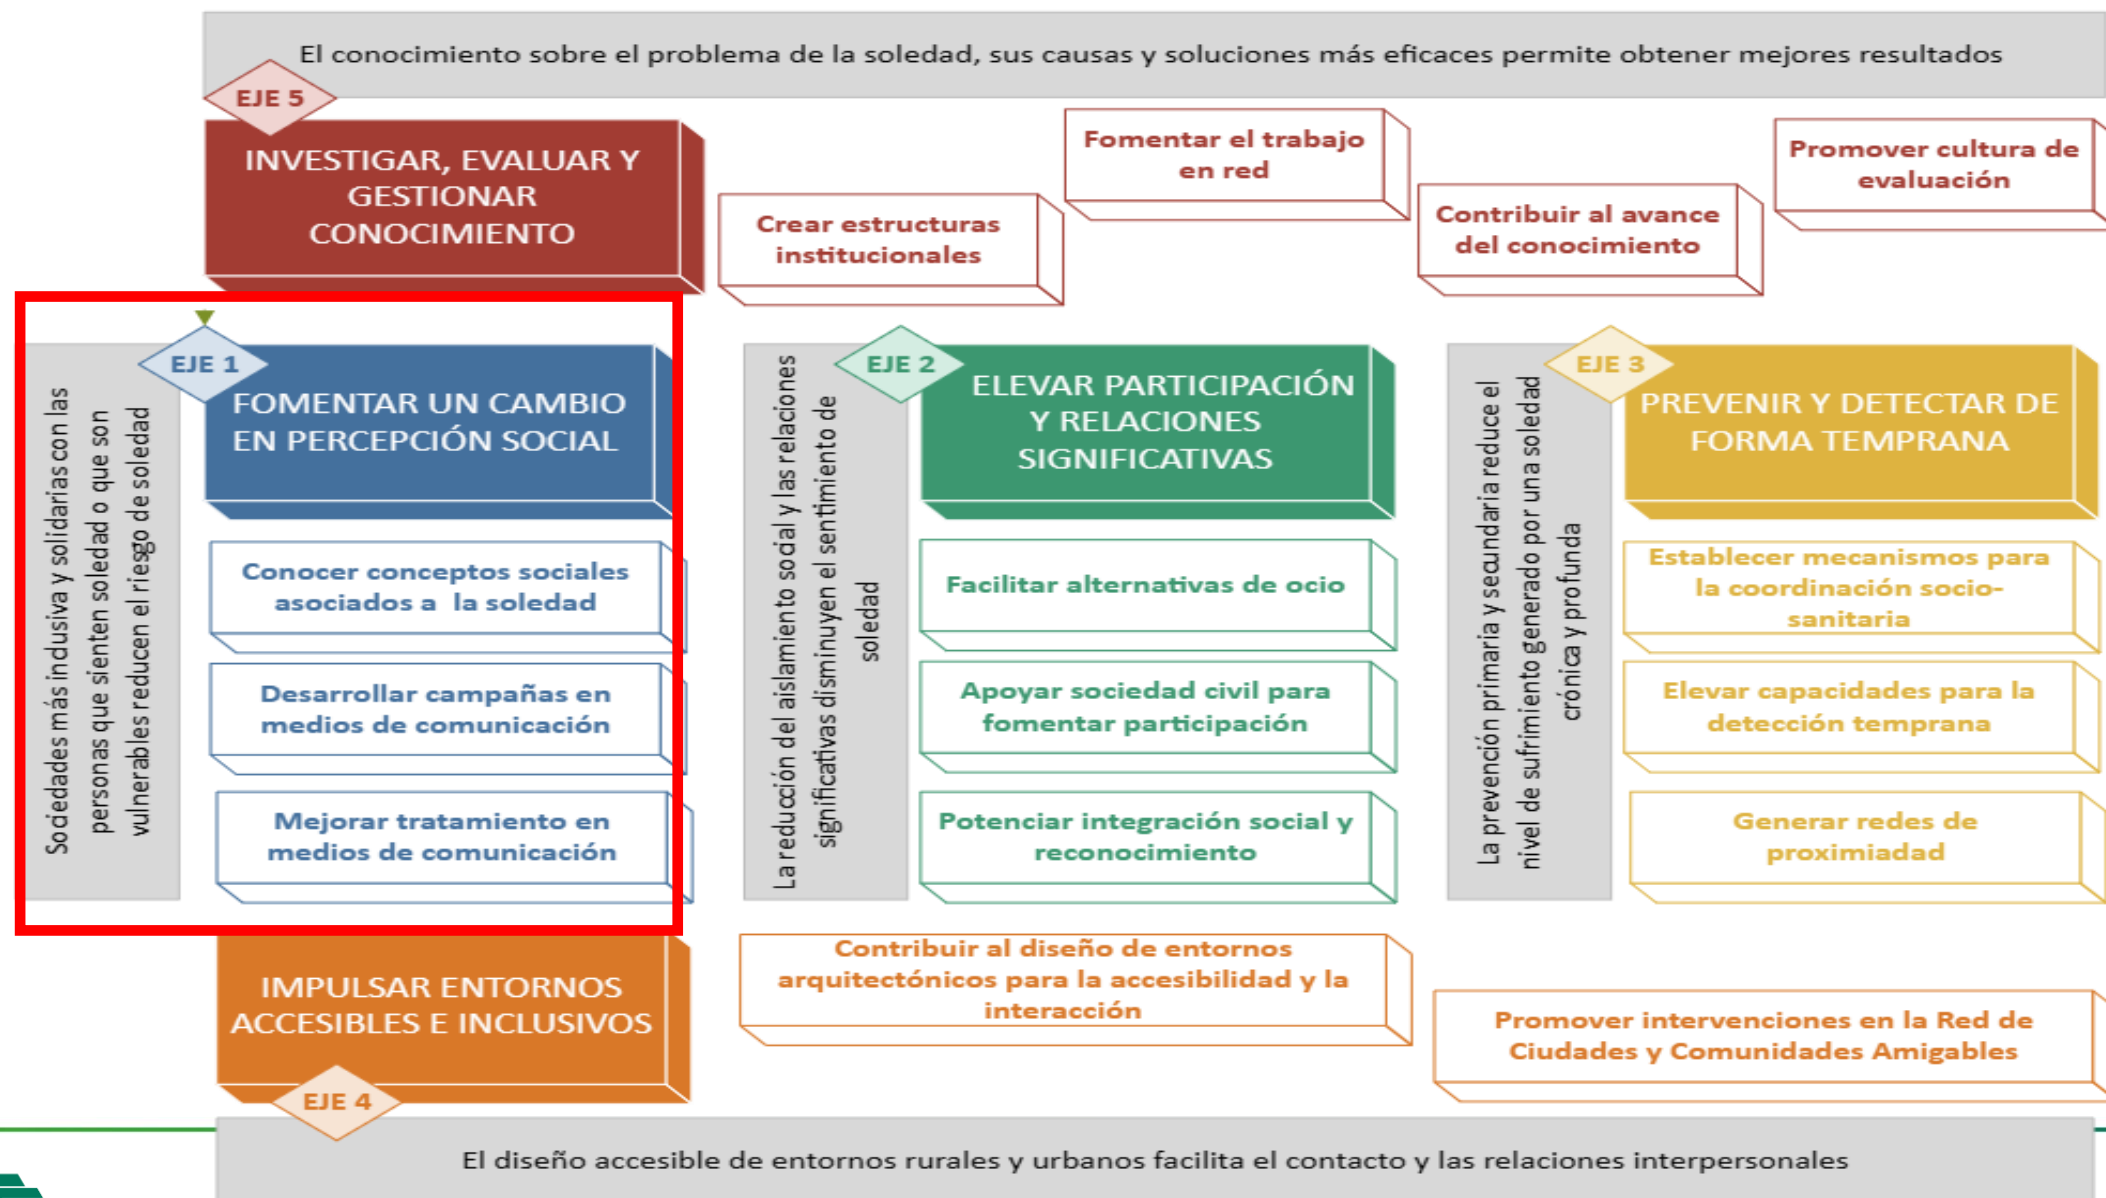 El conocimiento sobre el problema de la soledad, sus causas y soluciones más eficaces permite obtener mejores resultados
EJE 5
INVESTIGAR, EVALUAR Y
GESTIONAR
CONOCIMIENTO
Crear estructuras
institucionales
Fomentar el trabajo
en red
Contribuir al avance
del conocimiento
Promover cultura de
evaluación
Sociedades más indusiva y solidarias con las
personas que sienten soledad o que son
vulnerables reducen el riesgo de soledad
EJE 1
FOMENTAR UN CAMBIO
EN PERCEPCIÓN SOCIAL
Conocer conceptos sociales
asociados a la soledad
Desarrollar campañas en
medios de comunicación
Mejorar tratamiento en
medios de comunicación
La reducción del aislamiento social y las relaciones
significativas disminuyen el sentimiento de
soledad
EJE 2
ELEVAR PARTICIPACIÓN
Y RELACIONES
SIGNIFICATIVAS
Facilitar alternativas de ocio
Apoyar sociedad civil para
fomentar participación
Potenciar integración social y
reconocimiento
La prevención primaria y secundaria reduce el
nivel de sufrimiento generado por una soledad
crónica y profunda
EJE 3
PREVENIR Y DETECTAR DE
FORMA TEMPRANA
Establecer mecanismos para
la coordinación socio-
sanitaria
Elevar capacidades para la
detección temprana
Generar redes de
proximiadad
IMPULSAR ENTORNOS
ACCESIBLES E INCLUSIVOS
EJE 4
Contribuir al diseño de entornos
arquitectónicos para la accesibilidad y la
interacción
Promover intervenciones en la Red de
Ciudades y Comunidades Amigables
El diseño accesible de entornos rurales y urbanos facilita el contacto y las relaciones interpersonales